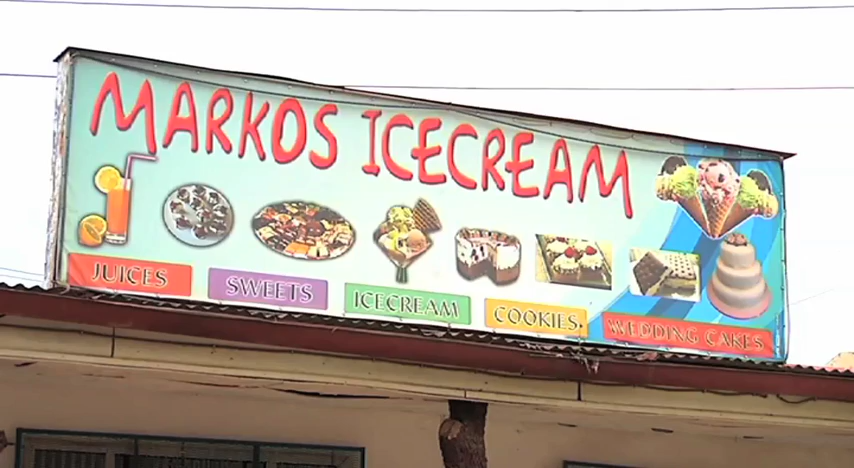 MARKOS ICECREAM
JUICES
SWEETS
ICECREAM
COOKIES
WEDDING CAKES